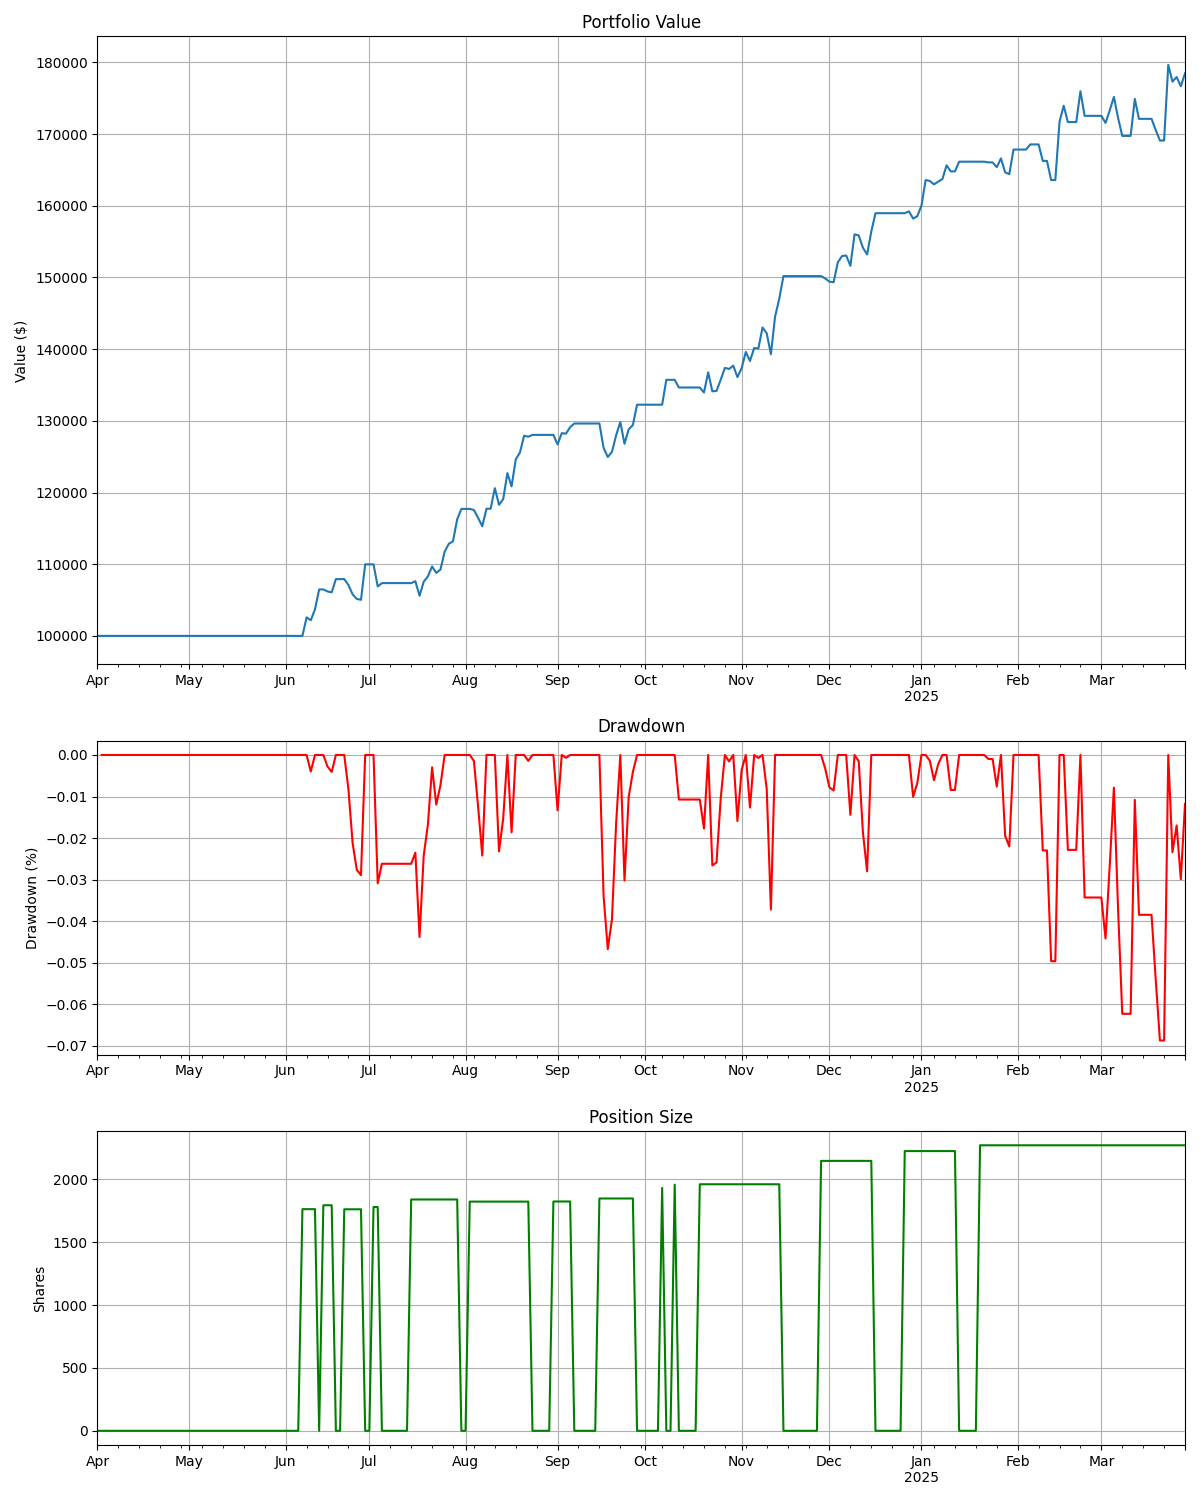 Portfolio Value
Value ($)
180000
170000
160000
150000
140000
130000
120000
110000
100000
Apr May Jun Jul Aug Sep Oct Nov Dec Jan Feb Mar
2025
Drawdown
Drawdown (%)
0.00
−0.01
−0.02
−0.03
−0.04
−0.05
−0.06
−0.07
Apr May Jun Jul Aug Sep Oct Nov Dec Jan Feb Mar
2025
Position Size
Shares
2000
1500
1000
500
0
Apr May Jun Jul Aug Sep Oct Nov Dec Jan Feb Mar
2025